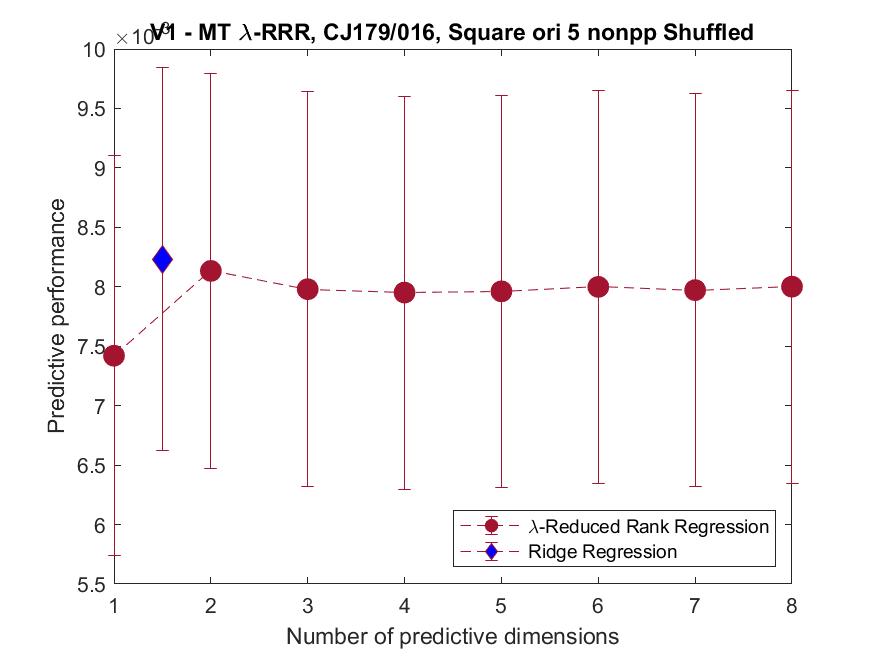 ×10⁻³
V1 - MT λ-RRR, CJ179/016, Square ori 5 nonpp Shuffled
10
9.5
9
8.5
8
7.5
7
6.5
6
5.5
Predictive performance
λ-Reduced Rank Regression
Ridge Regression
1 2 3 4 5 6 7 8
Number of predictive dimensions